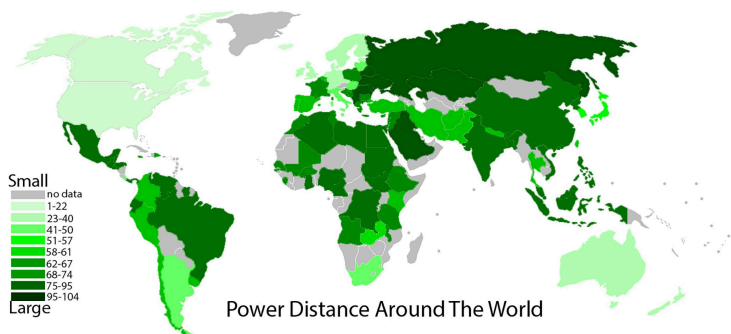 Small
no data
1-22
23-40
41-50
51-57
58-61
62-67
68-74
75-95
95-104
Large
Power Distance Around The World